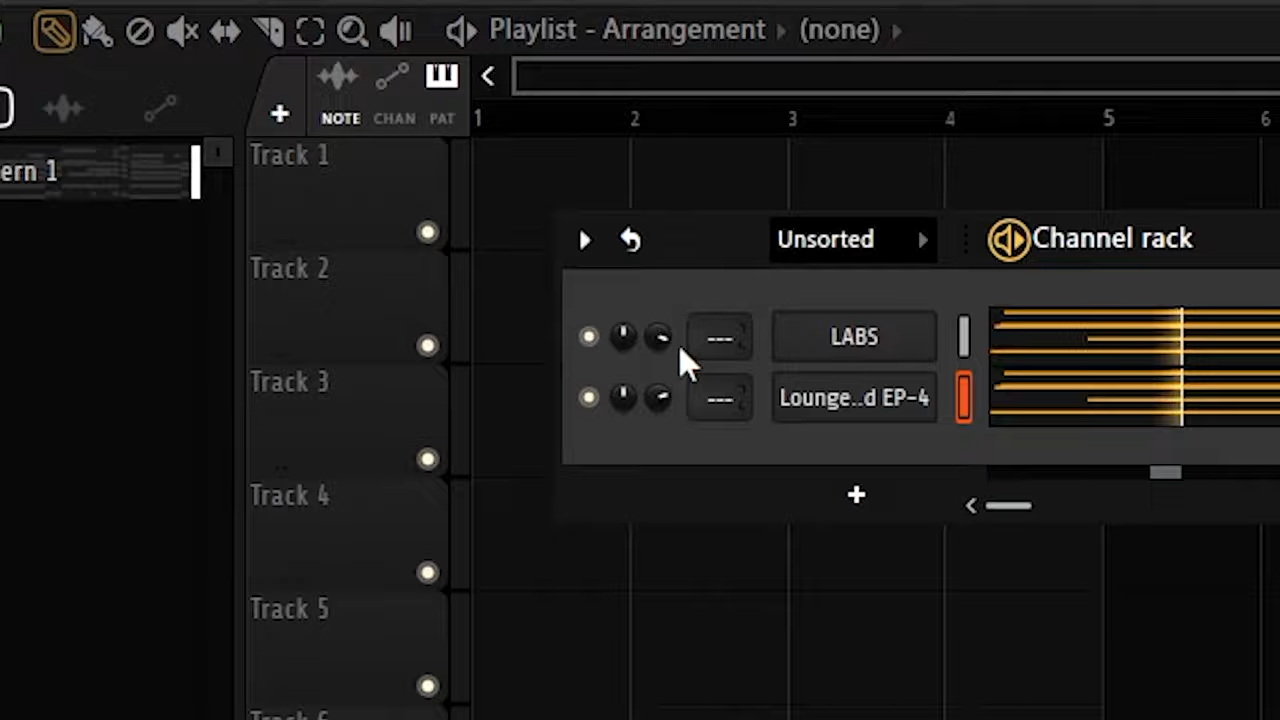 Playlist - Arrangement ▸ (none) ▸
NOTE CHAN PAT
1 2 3 4 5 6
ern 1
Track 1
Track 2
Track 3
Track 4
Track 5
Unsorted
Channel rack
--- LABS
--- Lounge..d EP-4